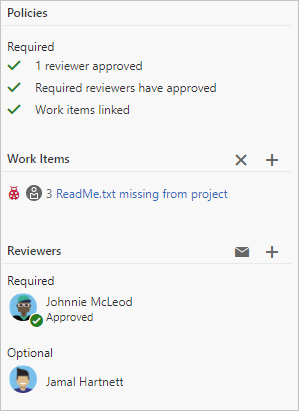 Policies
Required
1 reviewer approved
Required reviewers have approved
Work items linked
Work Items
3 ReadMe.txt missing from project
Reviewers
Required
Johnnie McLeod
Approved
Optional
Jamal Hartnett